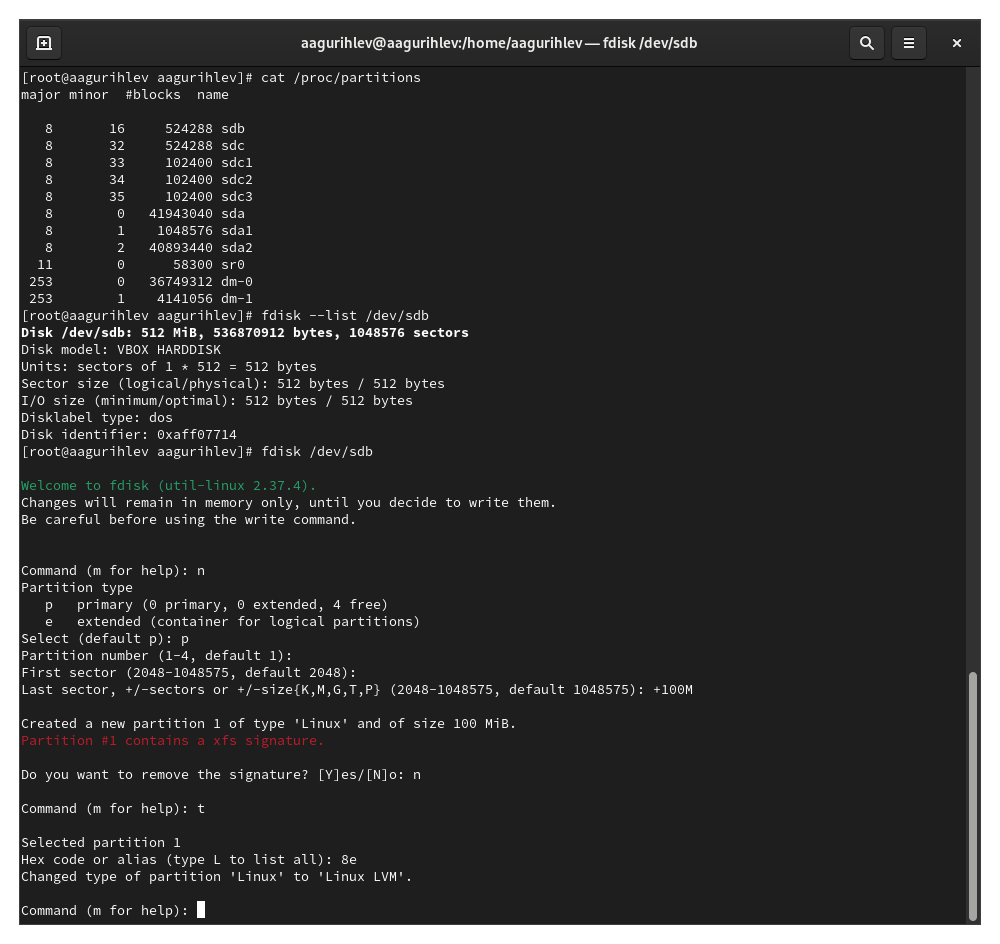 aagurihlev@aagurihlev:/home/aagurihlev — fdisk /dev/sdb
[root@aagurihlev aagurihlev]# cat /proc/partitions
major minor  #blocks  name

   8       16     524288 sdb
   8       32     524288 sdc
   8       33     102400 sdc1
   8       34     102400 sdc2
   8       35     102400 sdc3
   8        0   41943040 sda
   8        1    1048576 sda1
   8        2   40893440 sda2
  11        0      58300 sr0
 253        0   36749312 dm-0
 253        1    4141056 dm-1
[root@aagurihlev aagurihlev]# fdisk --list /dev/sdb
Disk /dev/sdb: 512 MiB, 536870912 bytes, 1048576 sectors
Disk model: VBOX HARDDISK
Units: sectors of 1 * 512 = 512 bytes
Sector size (logical/physical): 512 bytes / 512 bytes
I/O size (minimum/optimal): 512 bytes / 512 bytes
Disklabel type: dos
Disk identifier: 0xaff07714
[root@aagurihlev aagurihlev]# fdisk /dev/sdb

Welcome to fdisk (util-linux 2.37.4).
Changes will remain in memory only, until you decide to write them.
Be careful before using the write command.


Command (m for help): n
Partition type
   p   primary (0 primary, 0 extended, 4 free)
   e   extended (container for logical partitions)
Select (default p): p
Partition number (1-4, default 1):
First sector (2048-1048575, default 2048):
Last sector, +/-sectors or +/-size{K,M,G,T,P} (2048-1048575, default 1048575): +100M

Created a new partition 1 of type 'Linux' and of size 100 MiB.
Partition #1 contains a xfs signature.

Do you want to remove the signature? [Y]es/[N]o: n

Command (m for help): t

Selected partition 1
Hex code or alias (type L to list all): 8e
Changed type of partition 'Linux' to 'Linux LVM'.

Command (m for help):